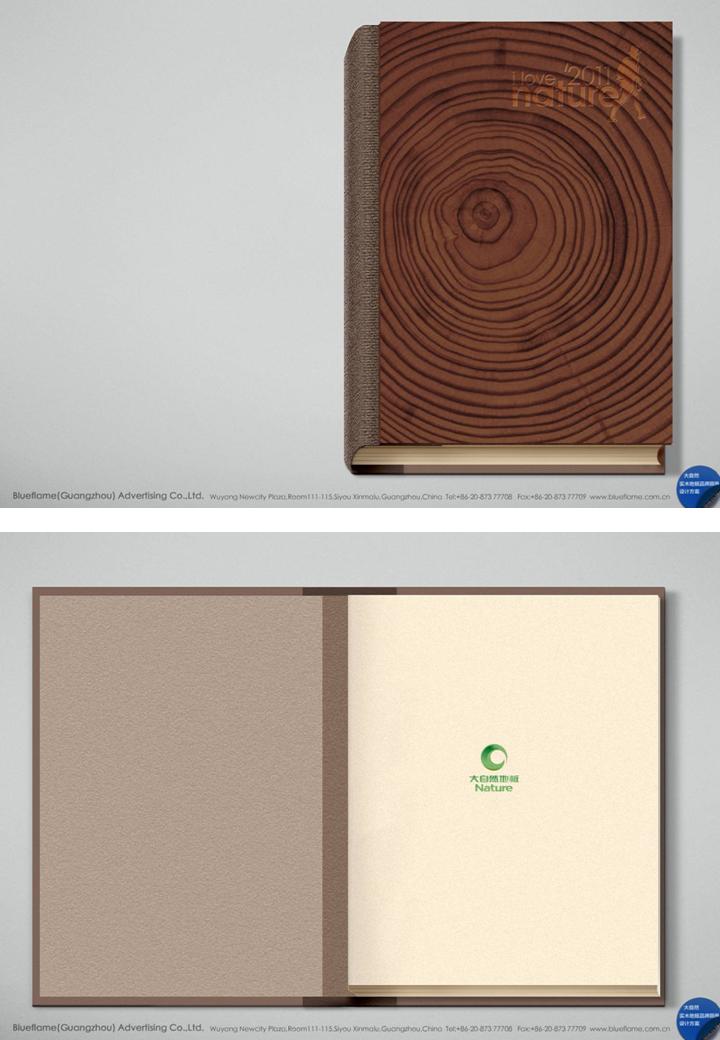 I love '2011
nature
Blueflame(Guangzhou) Advertising Co.,Ltd. Wuyang Newcity Plaza,Room111-115,Siyou Xinmalu,Guangzhou,China Tel:+86-20-873 77708 Fax:+86-20-873 77709 www.blueflame.com.cn
大自然
实木地板品牌
设计方案
大自然地板
Nature
Blueflame(Guangzhou) Advertising Co.,Ltd. Wuyang Newcity Plaza,Room111-115,Siyou Xinmalu,Guangzhou,China Tel:+86-20-873 77708 Fax:+86-20-873 77709 www.blueflame.com.cn
大自然
实木地板品牌
设计方案